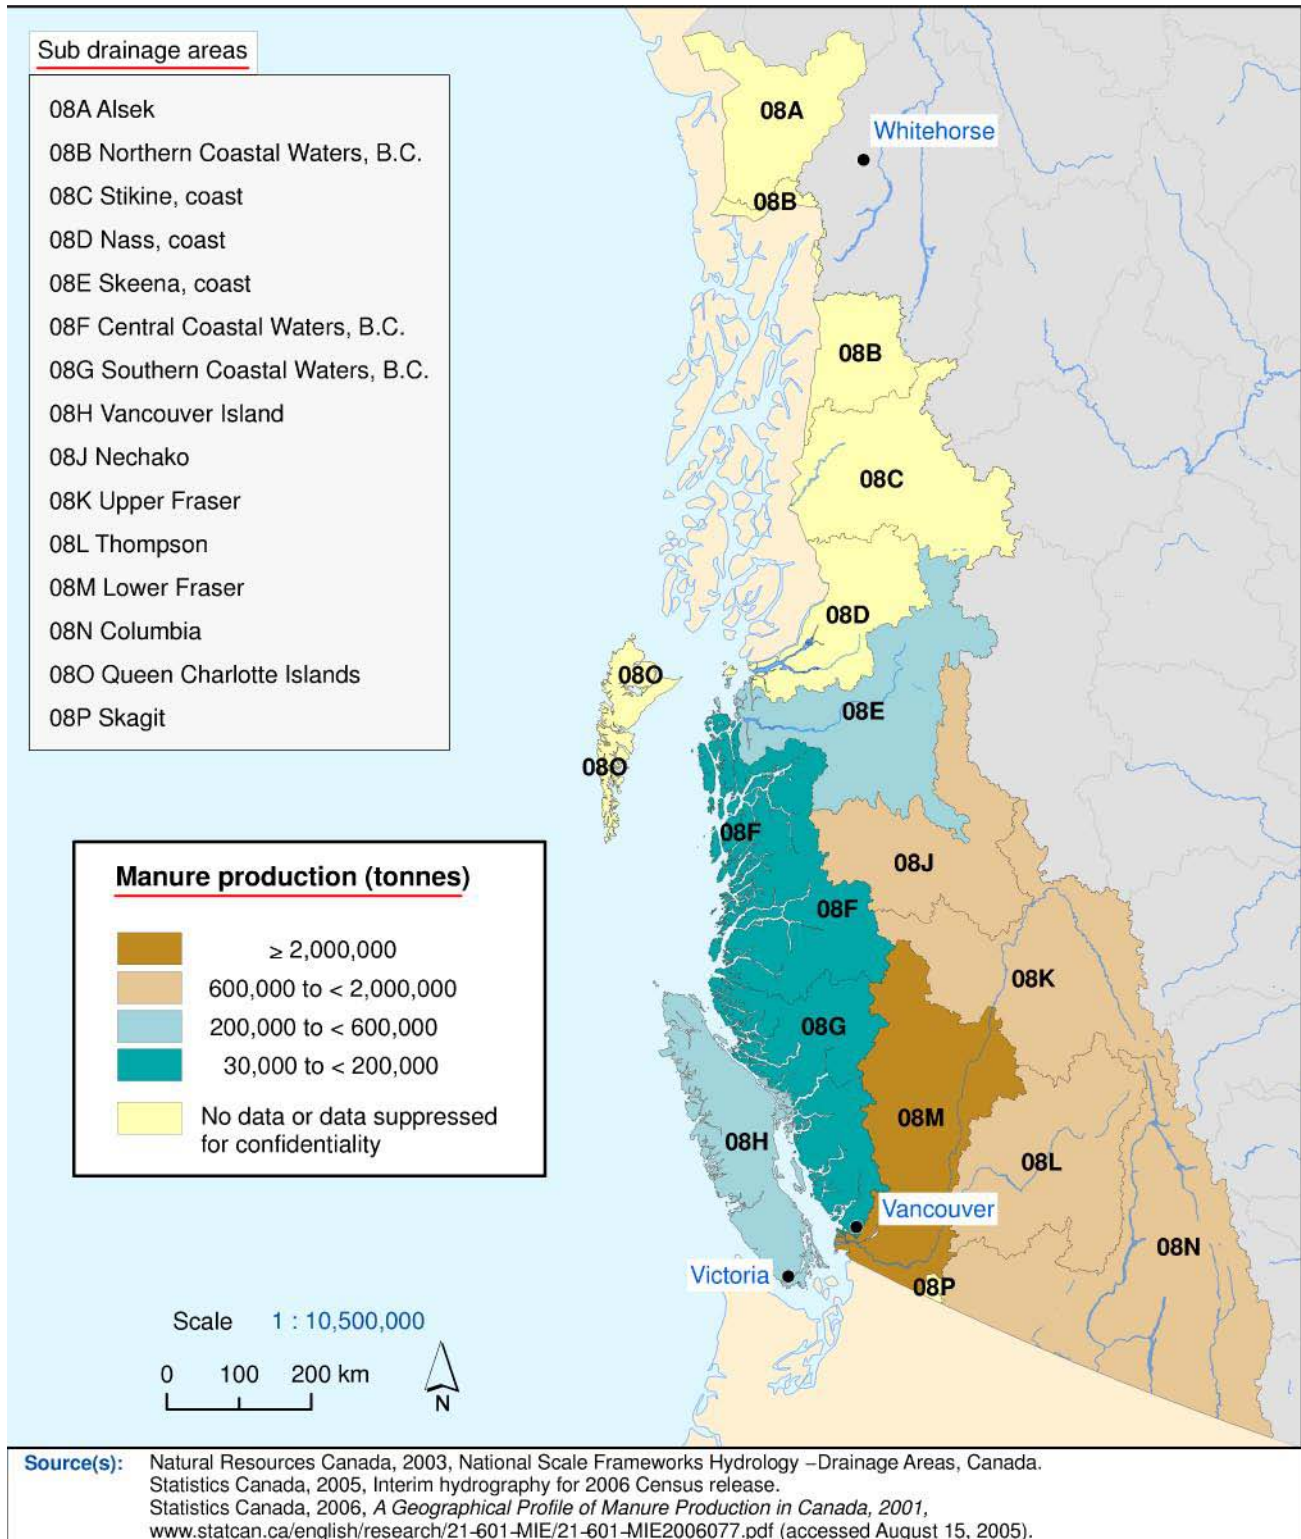 Sub drainage areas
08A Alsek
08B Northern Coastal Waters, B.C.
08C Stikine, coast
08D Nass, coast
08E Skeena, coast
08F Central Coastal Waters, B.C.
08G Southern Coastal Waters, B.C.
08H Vancouver Island
08J Nechako
08K Upper Fraser
08L Thompson
08M Lower Fraser
08N Columbia
08O Queen Charlotte Islands
08P Skagit
08A
Whitehorse
08B
08B
08C
08D
08O
08E
08O
08F
08J
08F
08K
08G
08M
08H
08L
Vancouver
08N
Victoria
08P
Manure production (tonnes)
≥ 2,000,000
600,000 to < 2,000,000
200,000 to < 600,000
30,000 to < 200,000
No data or data suppressed
for confidentiality
Scale 1 : 10,500,000
0 100 200 km
N
Source(s): Natural Resources Canada, 2003, National Scale Frameworks Hydrology –Drainage Areas, Canada.
Statistics Canada, 2005, Interim hydrography for 2006 Census release.
Statistics Canada, 2006, A Geographical Profile of Manure Production in Canada, 2001,
www.statcan.ca/english/research/21-601-MIE/21-601-MIE2006077.pdf (accessed August 15, 2005).